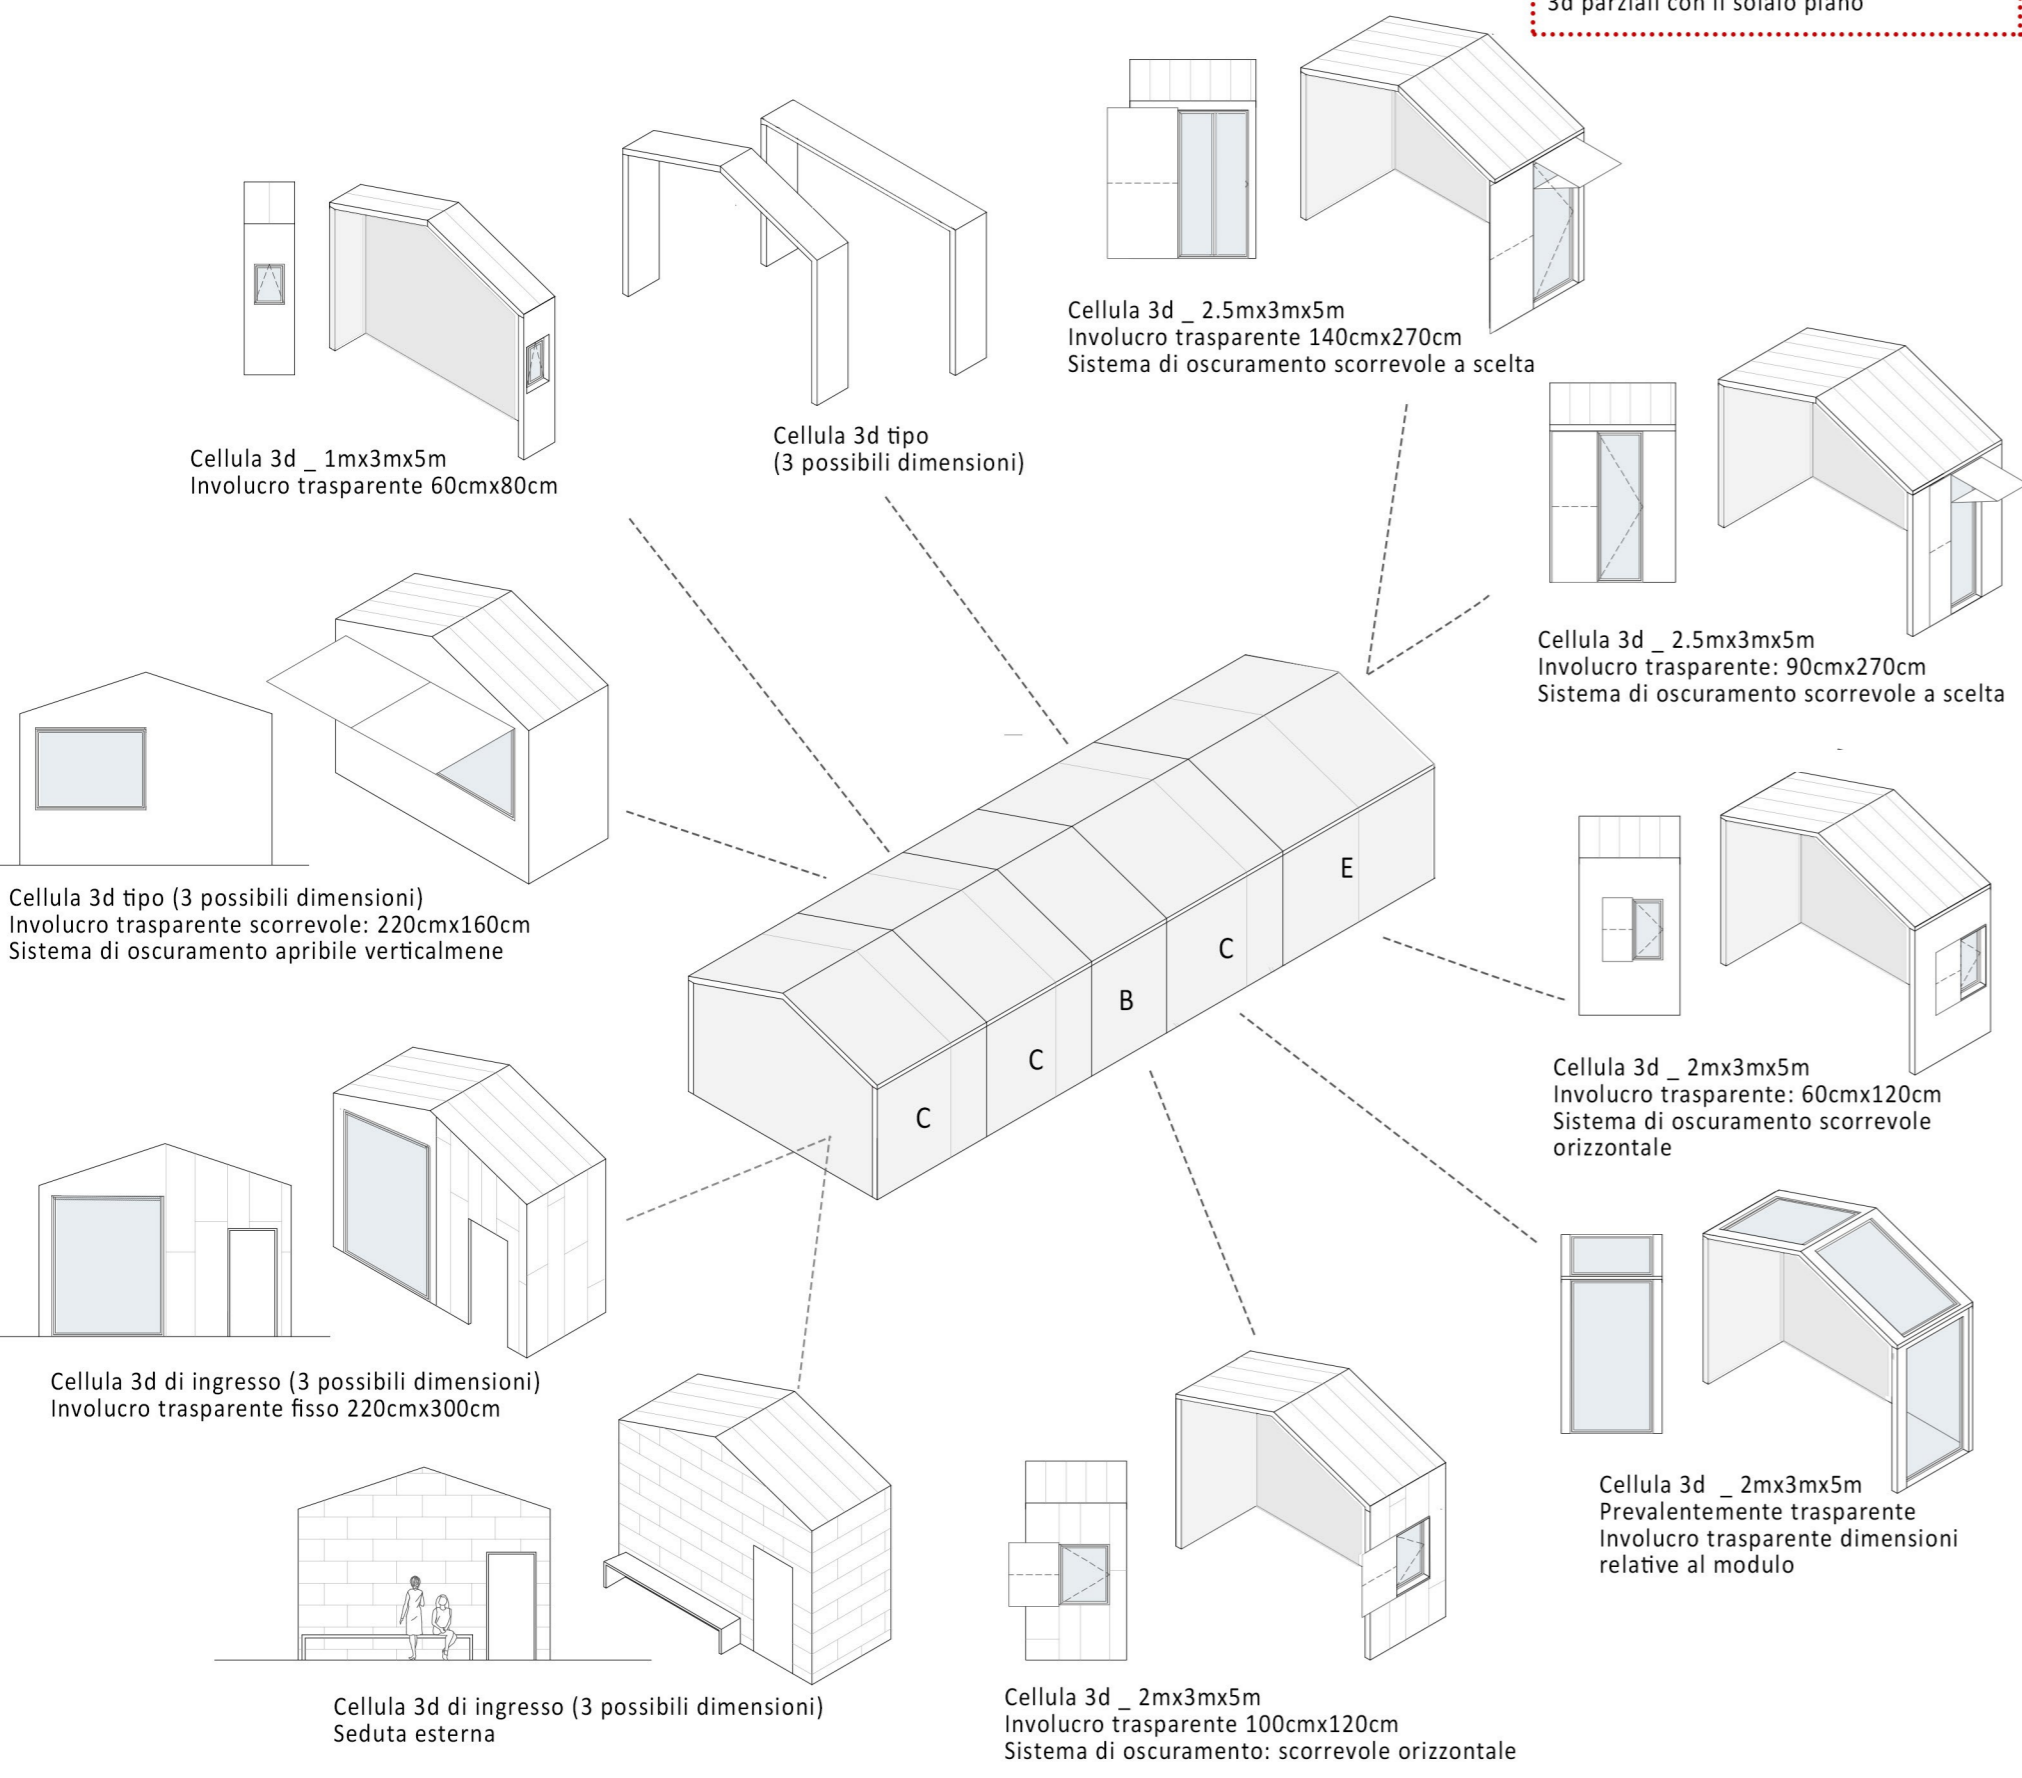 3d parziali con il solaio piano
Cellula 3d _ 2.5mx3mx5m
Involucro trasparente 140cmx270cm
Sistema di oscuramento scorrevole a scelta
Cellula 3d tipo
(3 possibili dimensioni)
Cellula 3d _ 1mx3mx5m
Involucro trasparente 60cmx80cm
Cellula 3d _ 2.5mx3mx5m
Involucro trasparente: 90cmx270cm
Sistema di oscuramento scorrevole a scelta
Cellula 3d tipo (3 possibili dimensioni)
Involucro trasparente scorrevole: 220cmx160cm
Sistema di oscuramento apribile verticalmene
E
C
B
C
C
Cellula 3d _ 2mx3mx5m
Involucro trasparente: 60cmx120cm
Sistema di oscuramento scorrevole
orizzontale
Cellula 3d di ingresso (3 possibili dimensioni)
Involucro trasparente fisso 220cmx300cm
Cellula 3d _ 2mx3mx5m
Prevalentemente trasparente
Involucro trasparente dimensioni
relative al modulo
Cellula 3d di ingresso (3 possibili dimensioni)
Seduta esterna
Cellula 3d _ 2mx3mx5m
Involucro trasparente 100cmx120cm
Sistema di oscuramento: scorrevole orizzontale